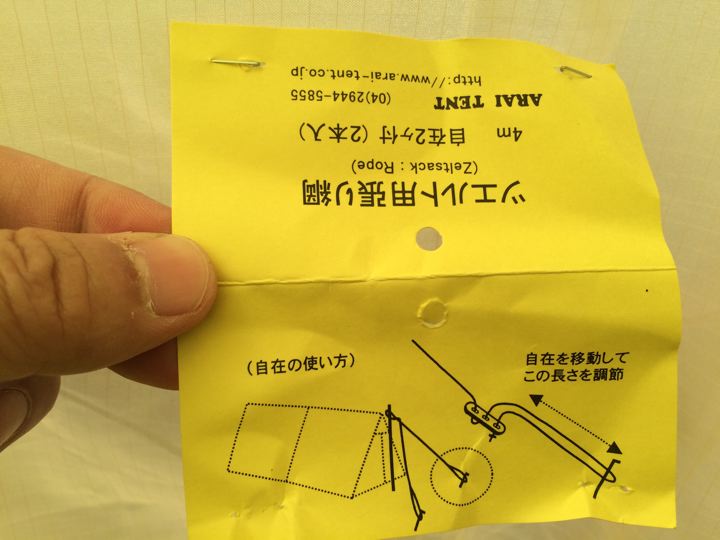 ツエルト用張り綱
(Zeltsack : Rope)
4m 自在2ヶ付 (2本入)
ARAI TENT (04)2944-5855
http://www.arai-tent.co.jp
(自在の使い方)
自在を移動して
この長さを調節